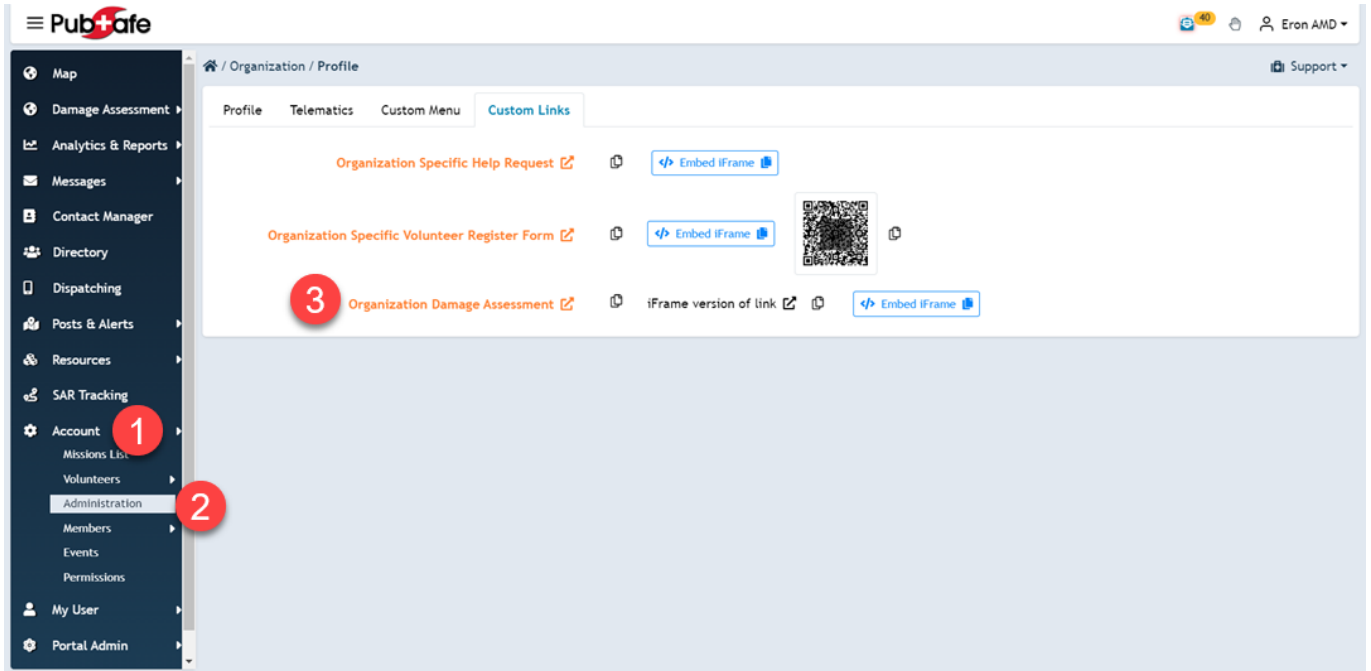 PubSafe
40
Eron AMD
Map
Damage Assessment
Analytics & Reports
Messages
Contact Manager
Directory
Dispatching
Posts & Alerts
Resources
SAR Tracking
Account
1
Missions List
Volunteers
Administration
2
Members
Events
Permissions
My User
Portal Admin
/ Organization / Profile
Support
Profile Telematics Custom Menu Custom Links
Organization Specific Help Request </> Embed iFrame
Organization Specific Volunteer Register Form </> Embed iFrame
3 Organization Damage Assessment iFrame version of link </> Embed iFrame